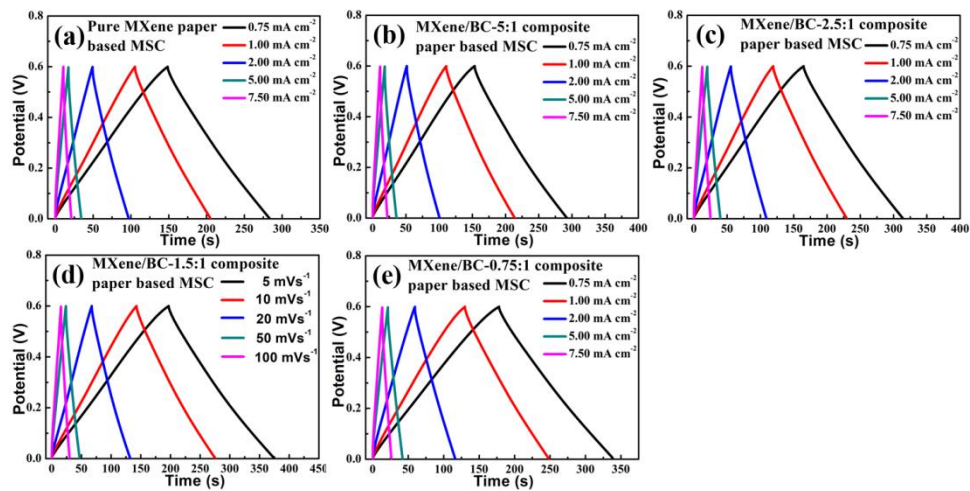 (a) Pure MXene paper
based MSC
0.75 mA cm-2
1.00 mA cm-2
2.00 mA cm-2
5.00 mA cm-2
7.50 mA cm-2
Potential (V)
0.8
0.6
0.4
0.2
0.0
0 50 100 150 200 250 300 350
Time (s)
(b) MXene/BC-5:1 composite
paper based MSC
0.75 mA cm-2
1.00 mA cm-2
2.00 mA cm-2
5.00 mA cm-2
7.50 mA cm-2
Potential (V)
0.8
0.6
0.4
0.2
0.0
0 50 100 150 200 250 300 350
Time (s)
(c) MXene/BC-2.5:1 composite
paper based MSC
0.75 mA cm-2
1.00 mA cm-2
2.00 mA cm-2
5.00 mA cm-2
7.50 mA cm-2
Potential (V)
0.8
0.6
0.4
0.2
0.0
0 50 100 150 200 250 300 350 400
Time (s)
(d) MXene/BC-1.5:1 composite
paper based MSC
5 mVs-1
10 mVs-1
20 mVs-1
50 mVs-1
100 mVs-1
Potential (V)
0.8
0.6
0.4
0.2
0.0
0 50 100 150 200 250 300 350 400 450
Time (s)
(e) MXene/BC-0.75:1 composite
paper based MSC
0.75 mA cm-2
1.00 mA cm-2
2.00 mA cm-2
5.00 mA cm-2
7.50 mA cm-2
Potential (V)
0.8
0.6
0.4
0.2
0.0
0 50 100 150 200 250 300 350
Time (s)